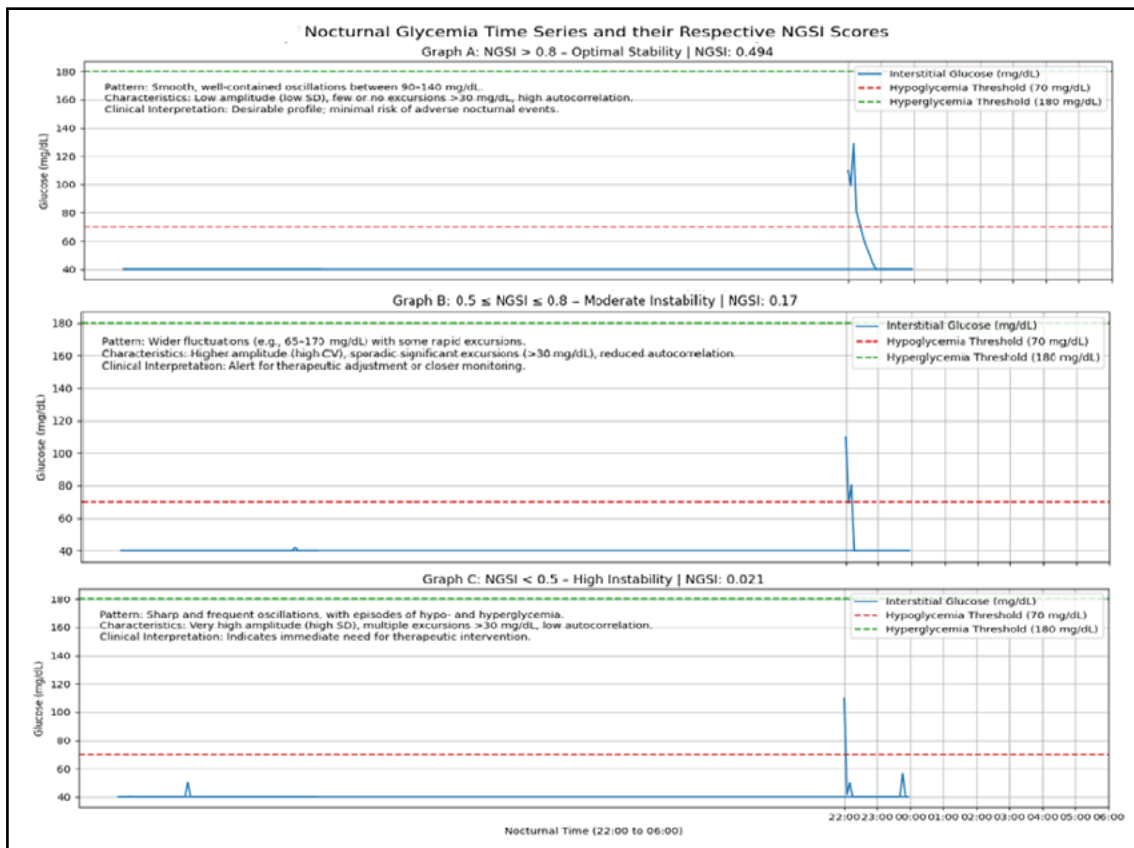 Nocturnal Glycemia Time Series and their Respective NGSI Scores
Graph A: NGSI > 0.8 – Optimal Stability | NGSI: 0.494
180
160
140
120
100
80
60
40
Glucose (mg/dL)
Pattern: Smooth, well-contained oscillations between 90–140 mg/dL.
Characteristics: Low amplitude (low SD), few or no excursions >30 mg/dL, high autocorrelation.
Clinical Interpretation: Desirable profile; minimal risk of adverse nocturnal events.
Interstitial Glucose (mg/dL)
Hypoglycemia Threshold (70 mg/dL)
Hyperglycemia Threshold (180 mg/dL)
Graph B: 0.5 ≤ NGSI ≤ 0.8 – Moderate Instability | NGSI: 0.17
180
160
140
120
100
80
60
40
Glucose (mg/dL)
Pattern: Wider fluctuations (e.g., 65–170 mg/dL) with some rapid excursions.
Characteristics: Higher amplitude (high CV), sporadic significant excursions (>30 mg/dL), reduced autocorrelation.
Clinical Interpretation: Alert for therapeutic adjustment or closer monitoring.
Interstitial Glucose (mg/dL)
Hypoglycemia Threshold (70 mg/dL)
Hyperglycemia Threshold (180 mg/dL)
Graph C: NGSI < 0.5 – High Instability | NGSI: 0.021
180
160
140
120
100
80
60
40
Glucose (mg/dL)
Pattern: Sharp and frequent oscillations, with episodes of hypo- and hyperglycemia.
Characteristics: Very high amplitude (high SD), multiple excursions >30 mg/dL, low autocorrelation.
Clinical Interpretation: Indicates immediate need for therapeutic intervention.
Interstitial Glucose (mg/dL)
Hypoglycemia Threshold (70 mg/dL)
Hyperglycemia Threshold (180 mg/dL)
22:00 23:00 00:00 01:00 02:00 03:00 04:00 05:00 06:00
Nocturnal Time (22:00 to 06:00)